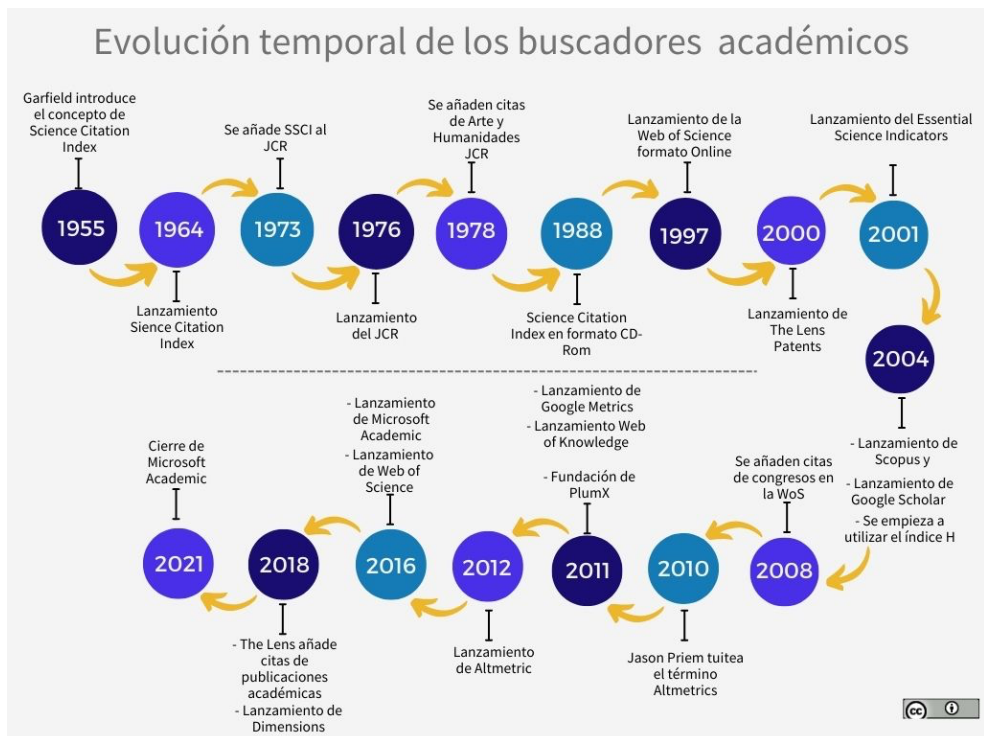 Evolución temporal de los buscadores académicos
Garfield introduce
el concepto de
Science Citation
Index
1955
1964
Lanzamiento
Sience Citation
Index
Se añade SSCI al
JCR
1973
1976
Lanzamiento
del JCR
Se añaden citas
de Arte y
Humanidades
JCR
1978
1988
Science Citation
Index en formato CD-
Rom
Lanzamiento de la
Web of Science
formato Online
1997
2000
Lanzamiento de
The Lens
Patents
Lanzamiento del Essential
Science Indicators
2001
2004
- Lanzamiento de
Scopus y
- Lanzamiento de
Google Scholar
- Se empieza a
utilizar el índice H
Se añaden citas
de congresos en
la WoS
2008
2010
Jason Priem tuitea
el término
Altmetrics
- Lanzamiento de
Google Metrics
- Lanzamiento Web
of Knowledge
- Fundación de
PlumX
2011
2012
Lanzamiento
de Altmetric
- Lanzamiento
de Microsoft
Academic
- Lanzamiento
de Web of
Science
2016
2018
- The Lens añade
citas de
publicaciones
académicas
- Lanzamiento de
Dimensions
Cierre de
Microsoft
Academic
2021
cc